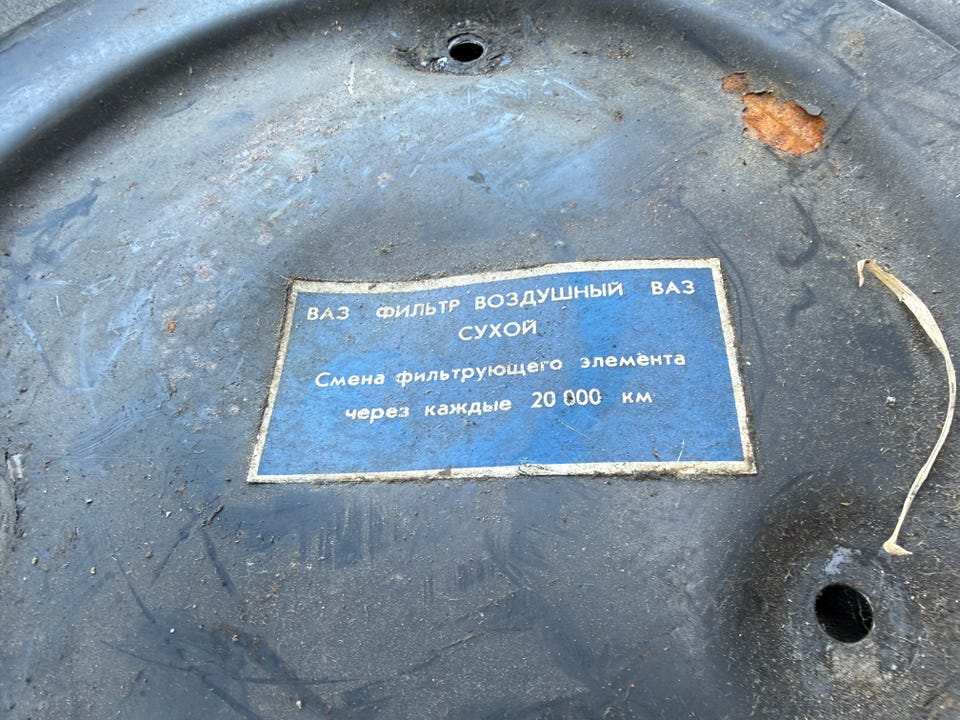 ВАЗ ФИЛЬТР ВОЗДУШНЫЙ ВАЗ
СУХОЙ
Смена фильтрующего элемента
через каждые 20 000 км